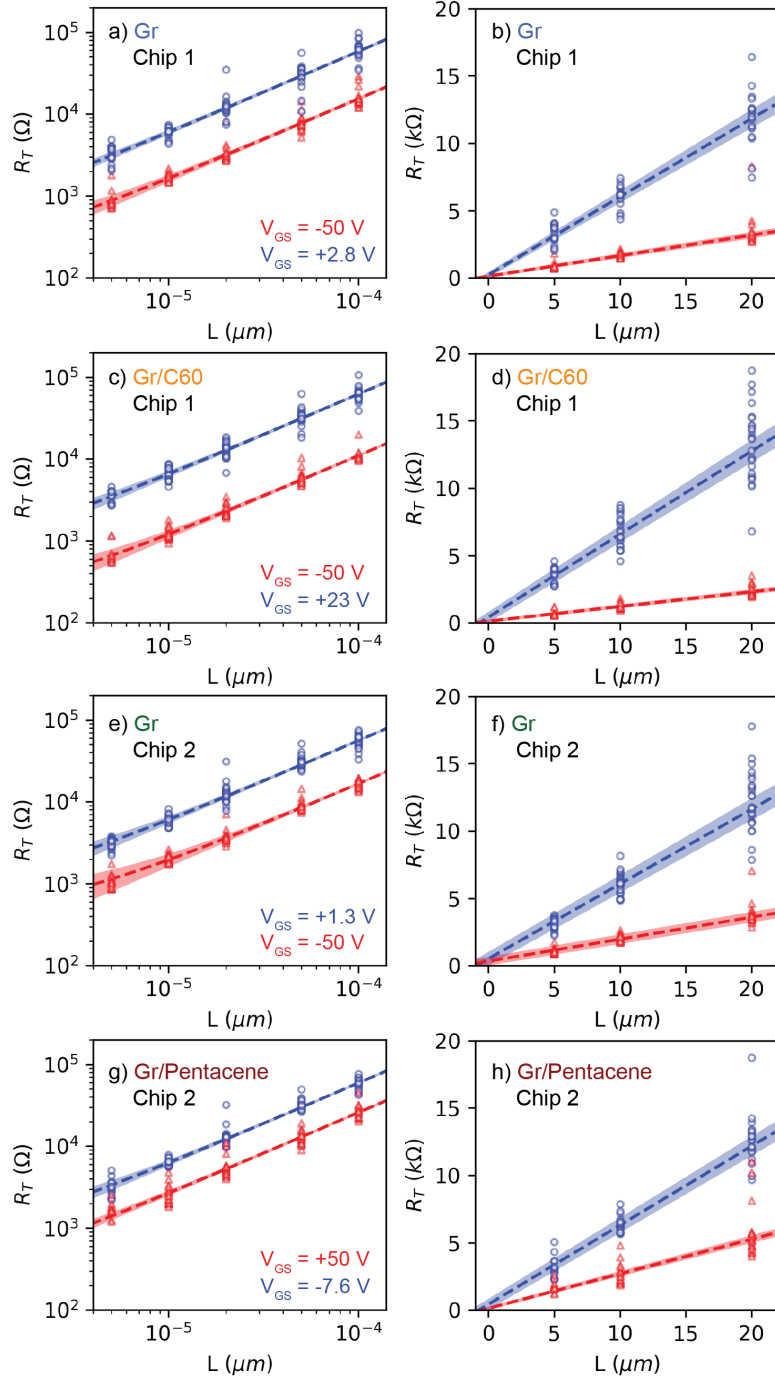 a) Gr
Chip 1
R_T (Ω)
10^5
10^4
10^3
10^2
V_GS = -50 V
V_GS = +2.8 V
10^-5
10^-4
L (μm)
b) Gr
Chip 1
R_T (kΩ)
20
15
10
5
0
0 5 10 15 20
L (μm)
c) Gr/C60
Chip 1
R_T (Ω)
10^5
10^4
10^3
10^2
V_GS = -50 V
V_GS = +23 V
10^-5
10^-4
L (μm)
d) Gr/C60
Chip 1
R_T (kΩ)
20
15
10
5
0
0 5 10 15 20
L (μm)
e) Gr
Chip 2
R_T (Ω)
10^5
10^4
10^3
10^2
V_GS = +1.3 V
V_GS = -50 V
10^-5
10^-4
L (μm)
f) Gr
Chip 2
R_T (kΩ)
20
15
10
5
0
0 5 10 15 20
L (μm)
g) Gr/Pentacene
Chip 2
R_T (Ω)
10^5
10^4
10^3
10^2
V_GS = +50 V
V_GS = -7.6 V
10^-5
10^-4
L (μm)
h) Gr/Pentacene
Chip 2
R_T (kΩ)
20
15
10
5
0
0 5 10 15 20
L (μm)